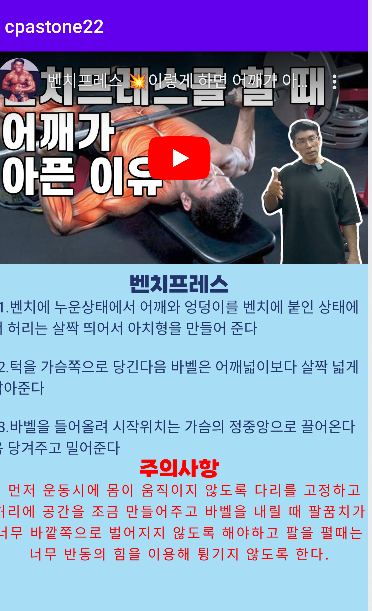 cpastone22
벤치프레스 💥이렇게 하면 어깨가 아...
벤치프레스를 할 때
어깨가
아픈 이유
벤치프레스
1.벤치에 누운상태에서 어깨와 엉덩이를 벤치에 붙인 상태에
허리는 살짝 띄어서 아치형을 만들어 준다
2.턱을 가슴쪽으로 당긴다음 바벨은 어깨넓이보다 살짝 넓게
잡아준다
3.바벨을 들어올려 시작위치는 가슴의 정중앙으로 끌어온다
당겨주고 밀어준다
주의사항
먼저 운동시에 몸이 움직이지 않도록 다리를 고정하고
허리에 공간을 조금 만들어주고 바벨을 내릴 때 팔꿈치가
너무 바깥쪽으로 벌어지지 않도록 해야하고 팔을 펼때는
너무 반동의 힘을 이용해 튕기지 않도록 한다.